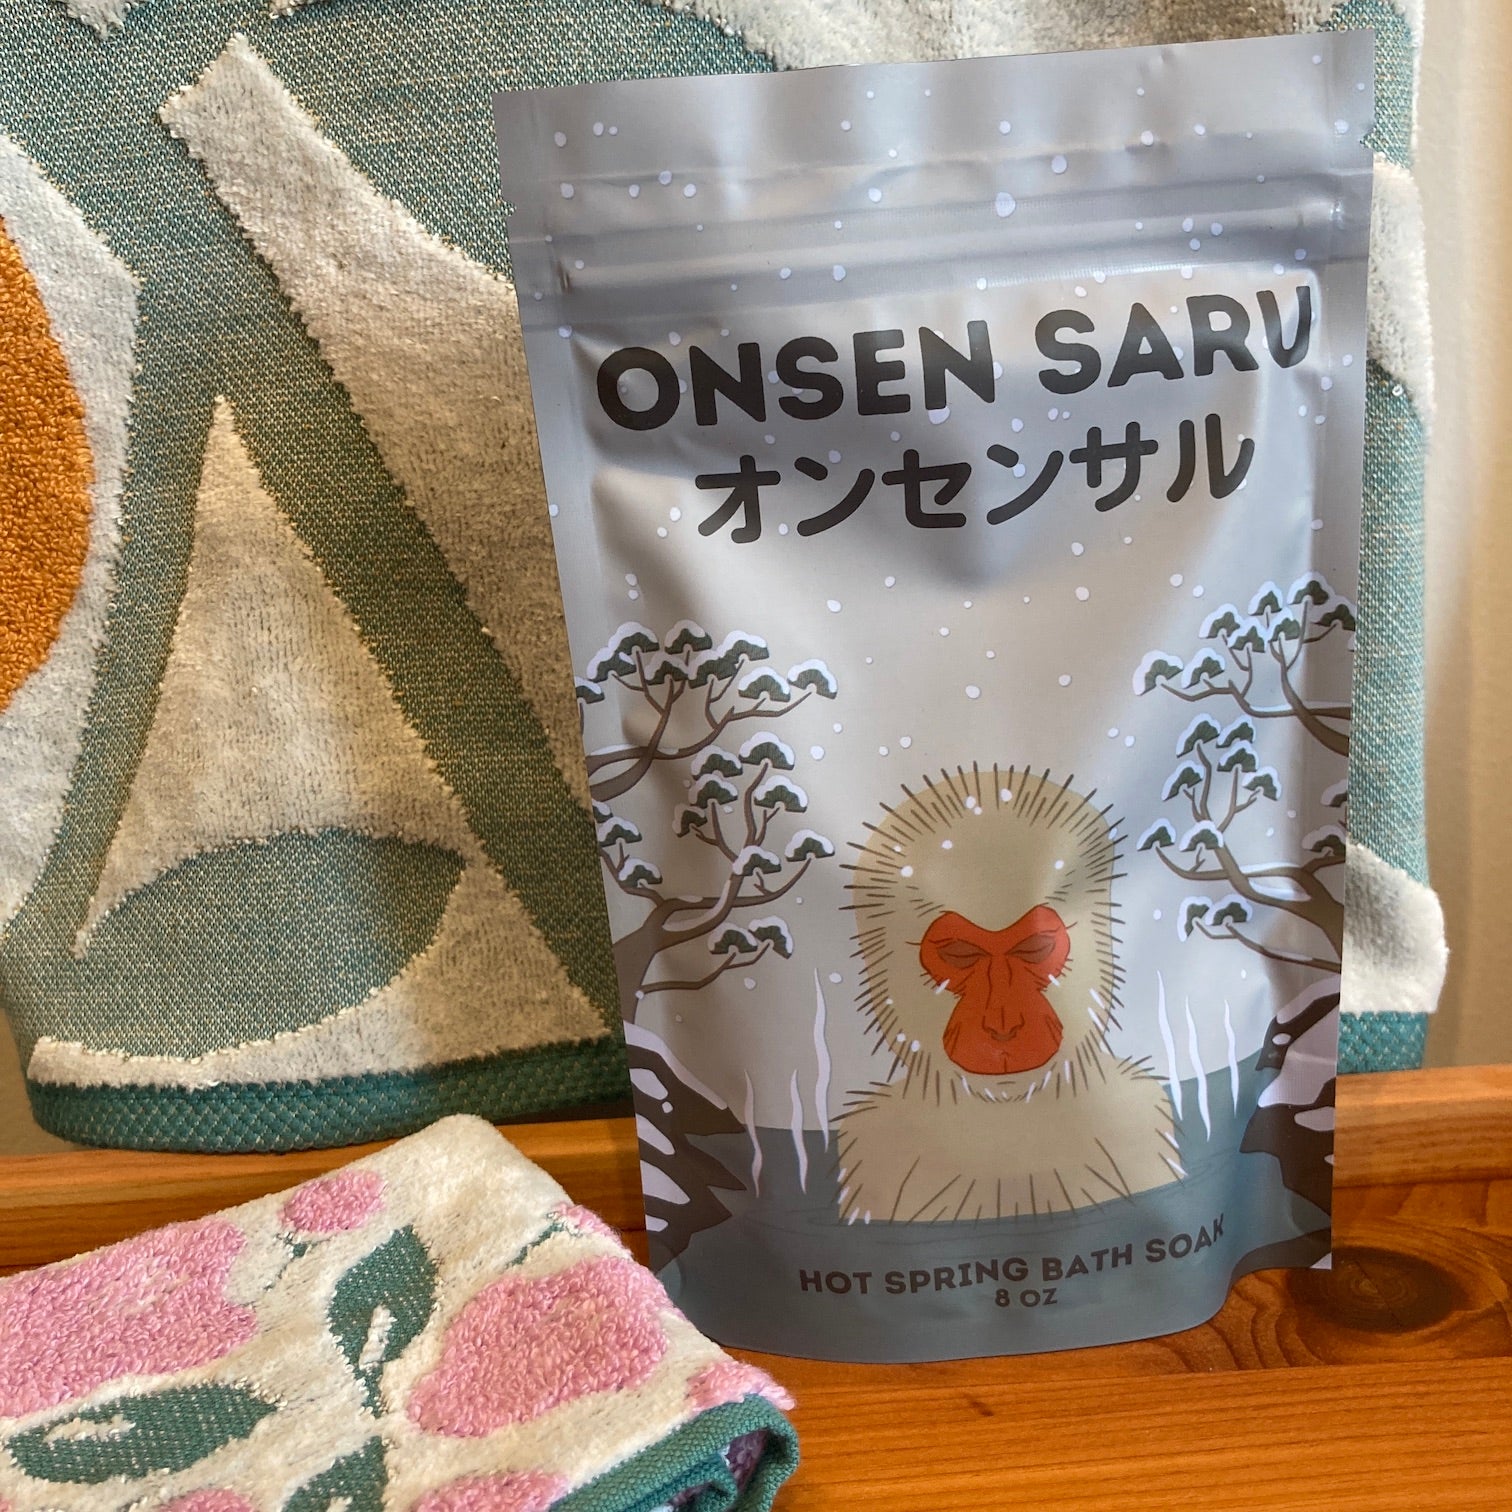 ONSEN SARU
オンセンサル
HOT SPRING BATH SOAK
8 OZ